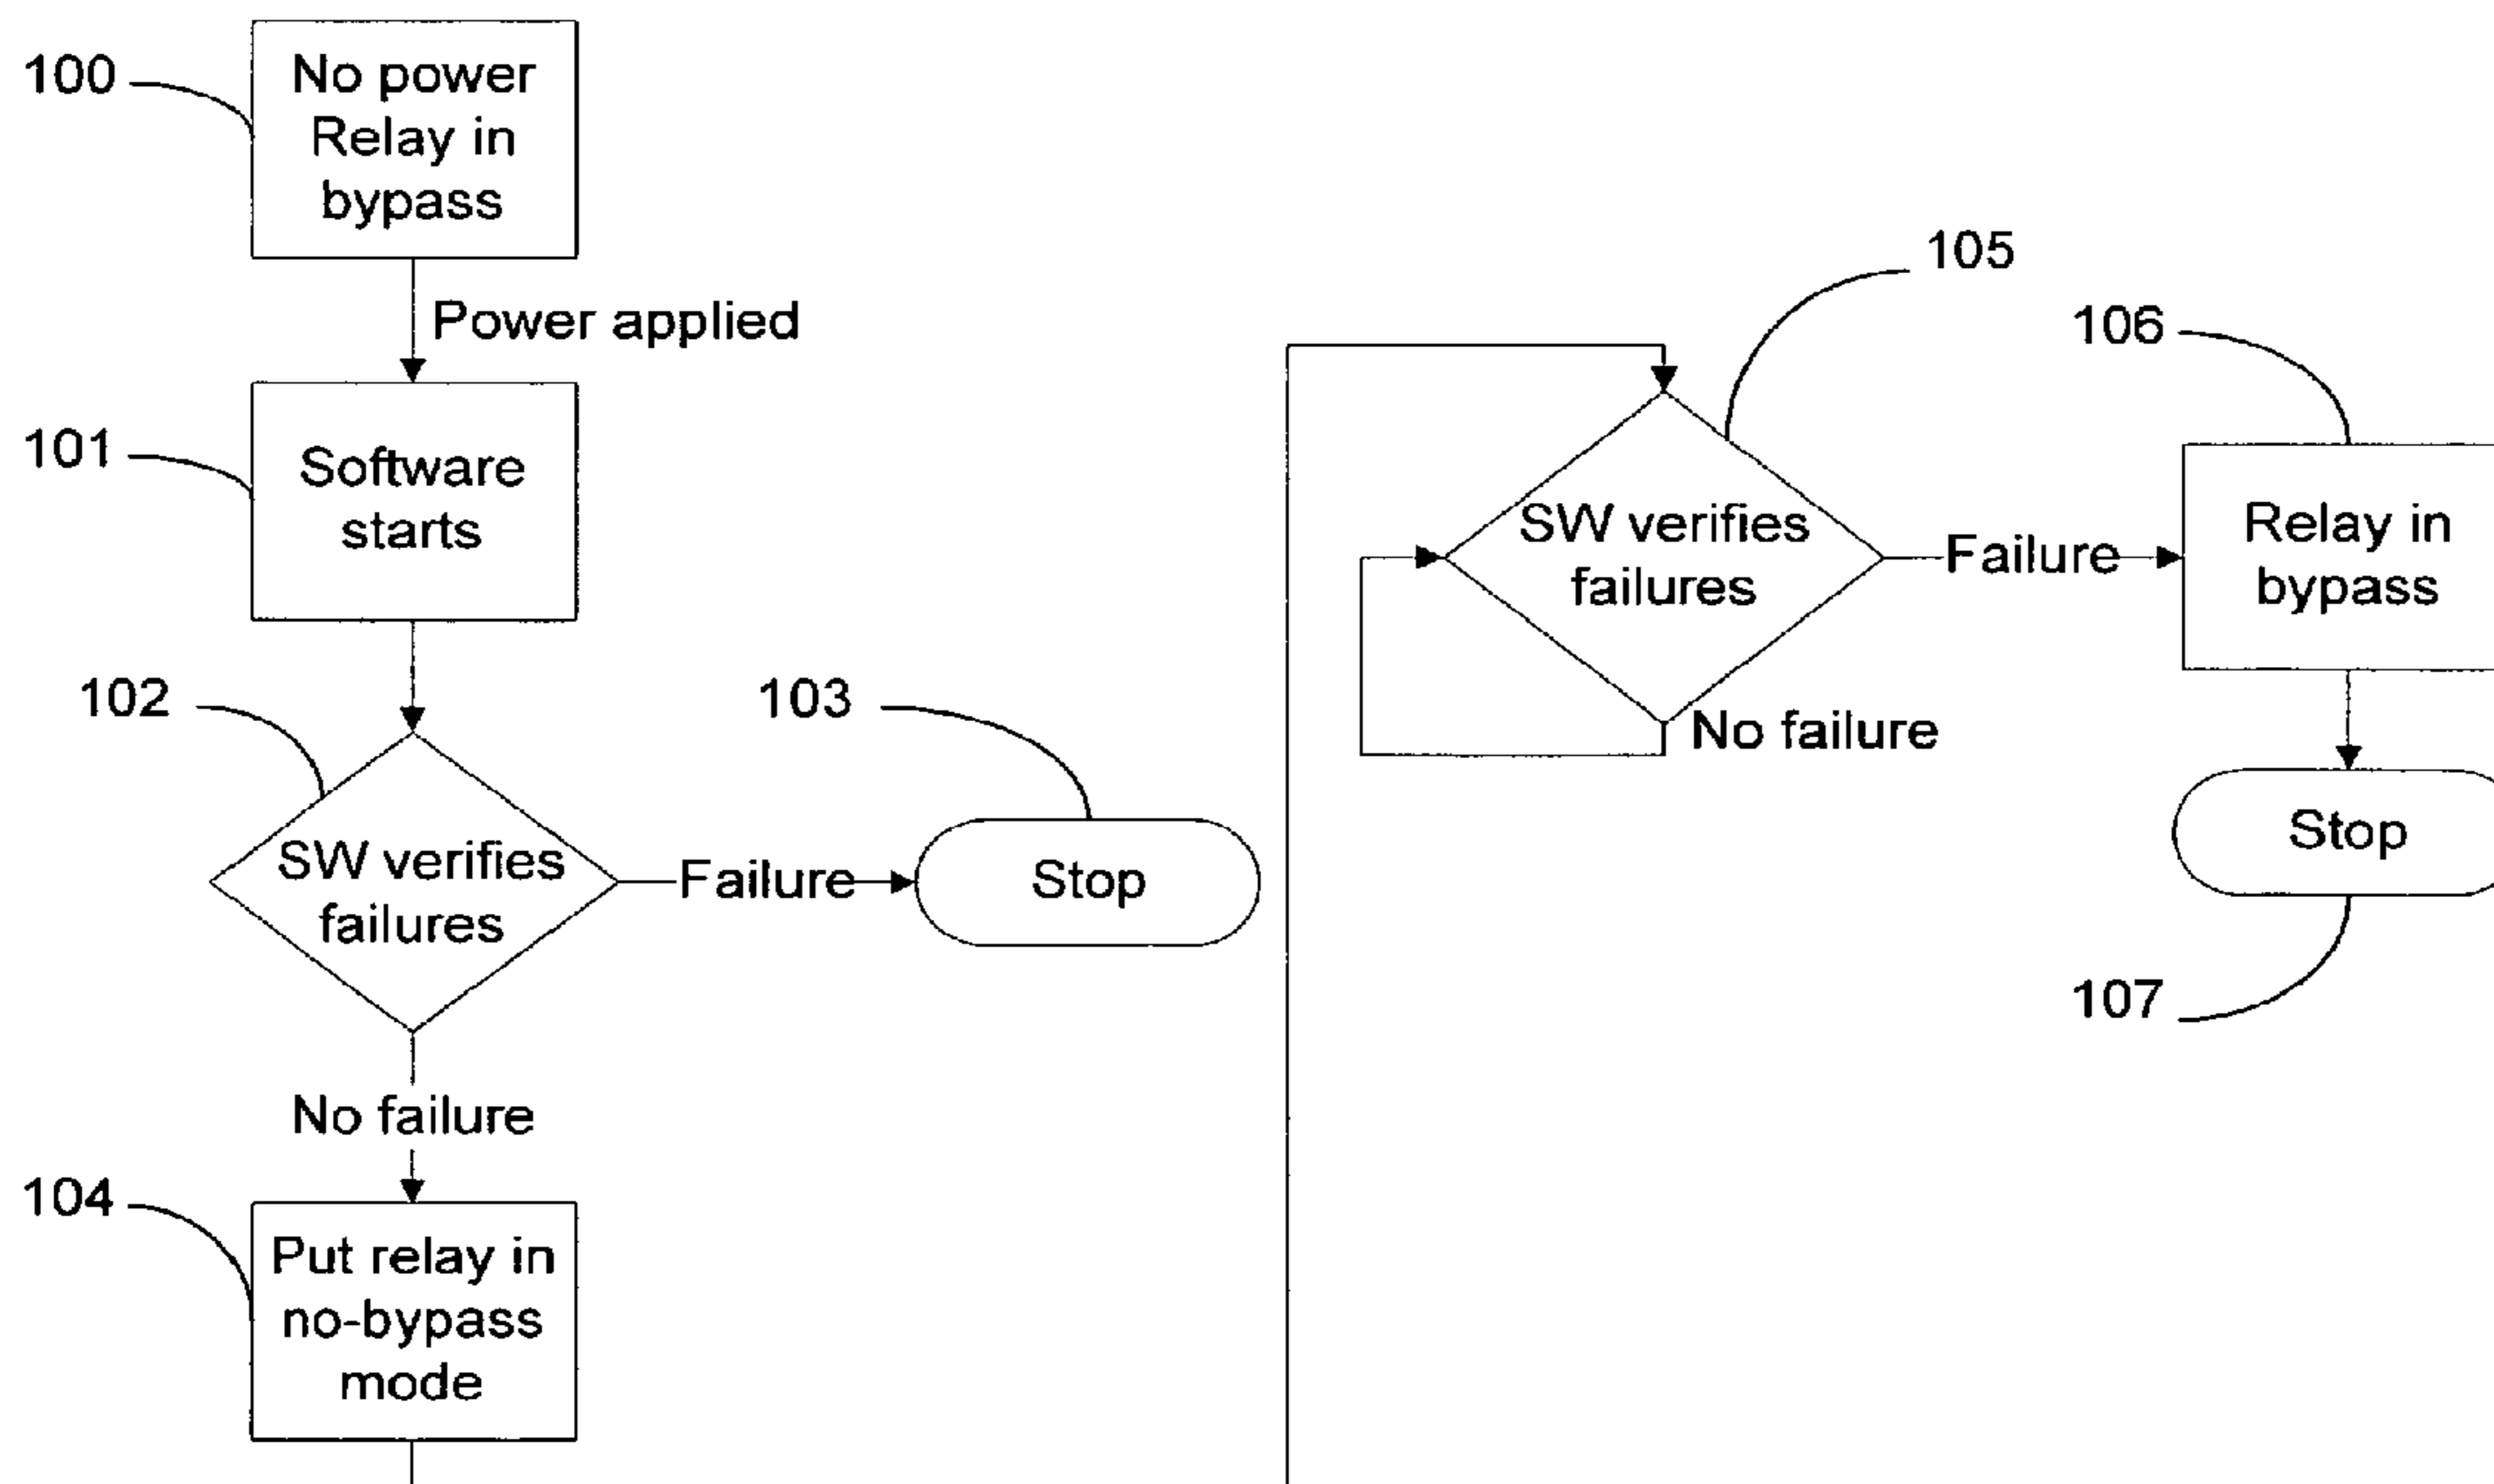 100
No power
Relay in
bypass
Power applied
101
Software
starts
102
SW verifies
failures
Failure
103
Stop
No failure
104
Put relay in
no-bypass
mode
105
SW verifies
failures
No failure
Failure
106
Relay in
bypass
Stop
107